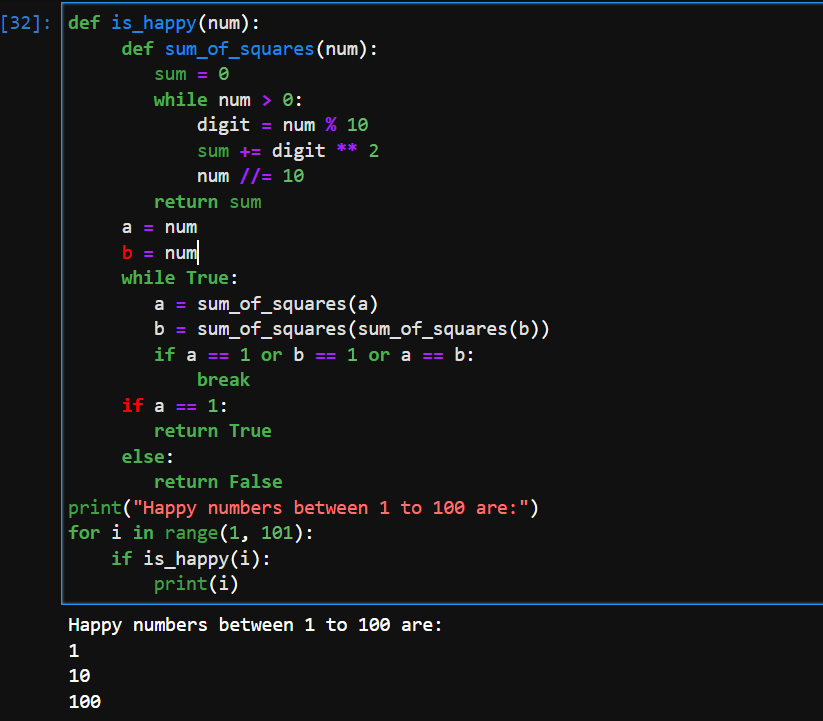 [32]: def is_happy(num):
     def sum_of_squares(num):
        sum = 0
        while num > 0:
            digit = num % 10
            sum += digit ** 2
            num //= 10
        return sum
     a = num
     b = num
     while True:
        a = sum_of_squares(a)
        b = sum_of_squares(sum_of_squares(b))
        if a == 1 or b == 1 or a == b:
            break
     if a == 1:
        return True
     else:
        return False
print("Happy numbers between 1 to 100 are:")
for i in range(1, 101):
    if is_happy(i):
        print(i)
Happy numbers between 1 to 100 are:
1
10
100